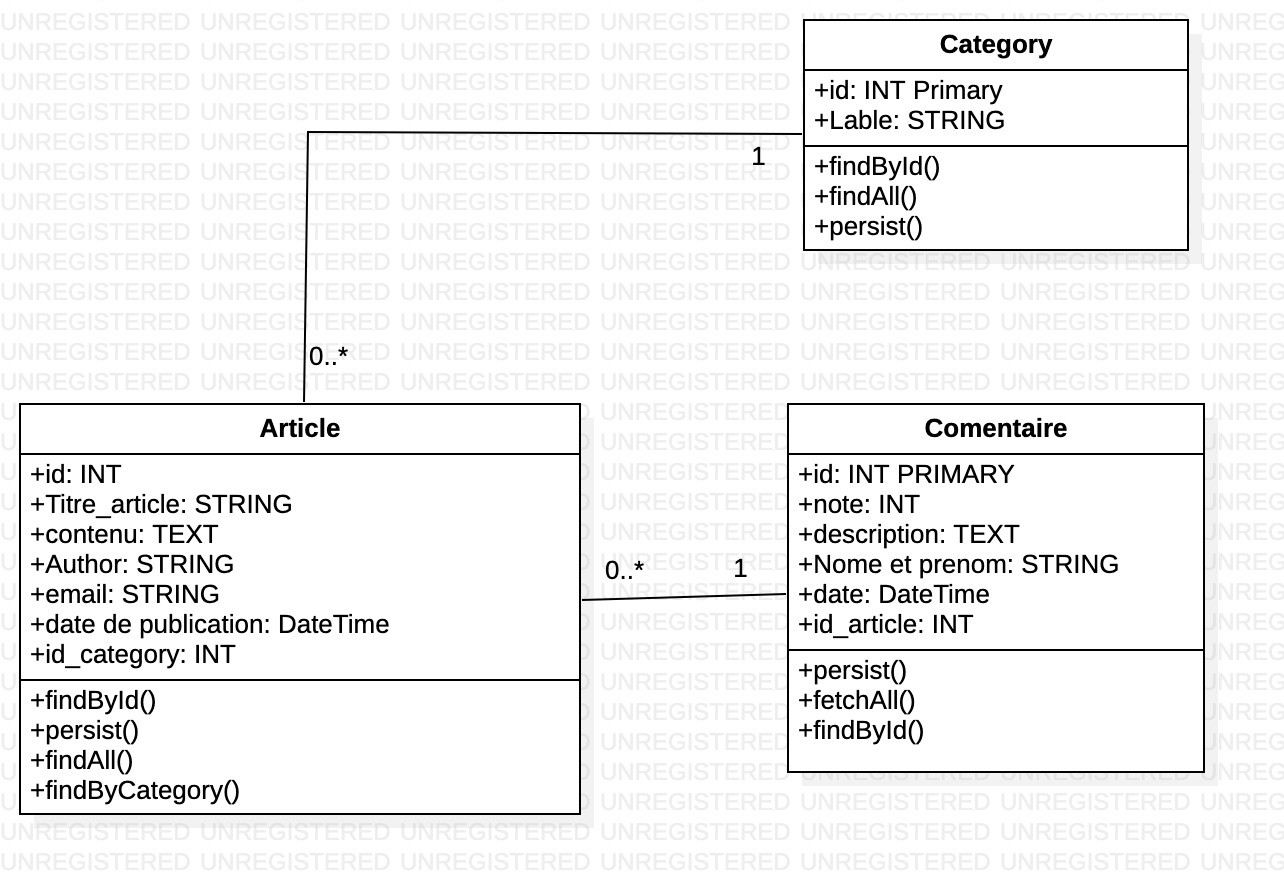 Category
+id: INT Primary
+Lable: STRING
+findById()
+findAll()
+persist()
1
0..*
Article
+id: INT
+Titre_article: STRING
+contenu: TEXT
+Author: STRING
+email: STRING
+date de publication: DateTime
+id_category: INT
+findById()
+persist()
+findAll()
+findByCategory()
0..*
1
Comentaire
+id: INT PRIMARY
+note: INT
+description: TEXT
+Nome et prenom: STRING
+date: DateTime
+id_article: INT
+persist()
+fetchAll()
+findById()
UNREGISTERED